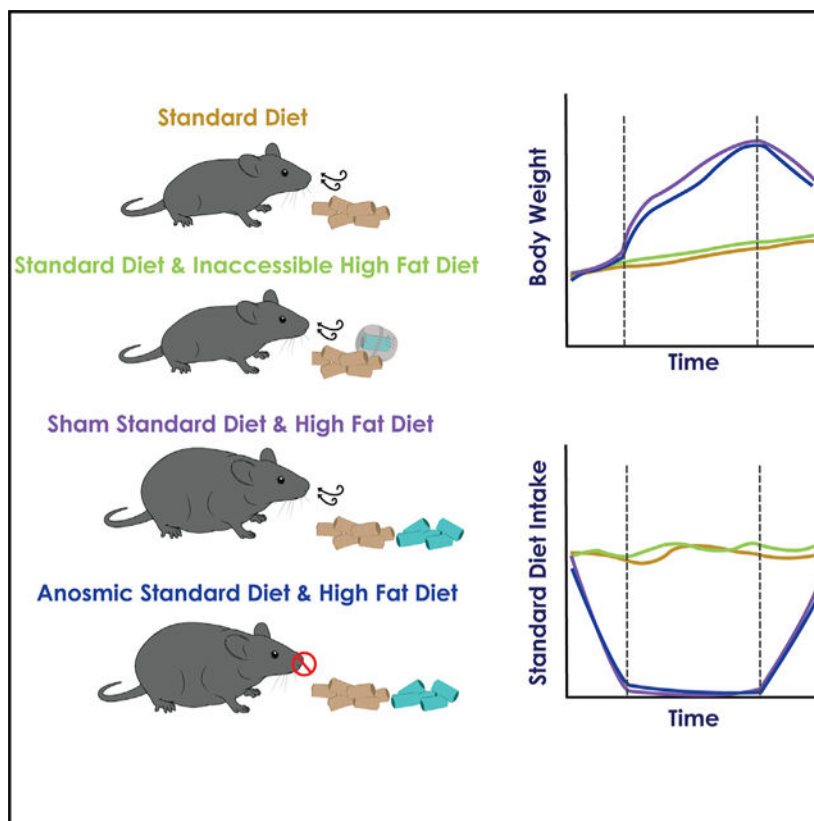 Standard Diet
Standard Diet & Inaccessible High Fat Diet
Sham Standard Diet & High Fat Diet
Anosmic Standard Diet & High Fat Diet
Body Weight
Time
Standard Diet Intake
Time